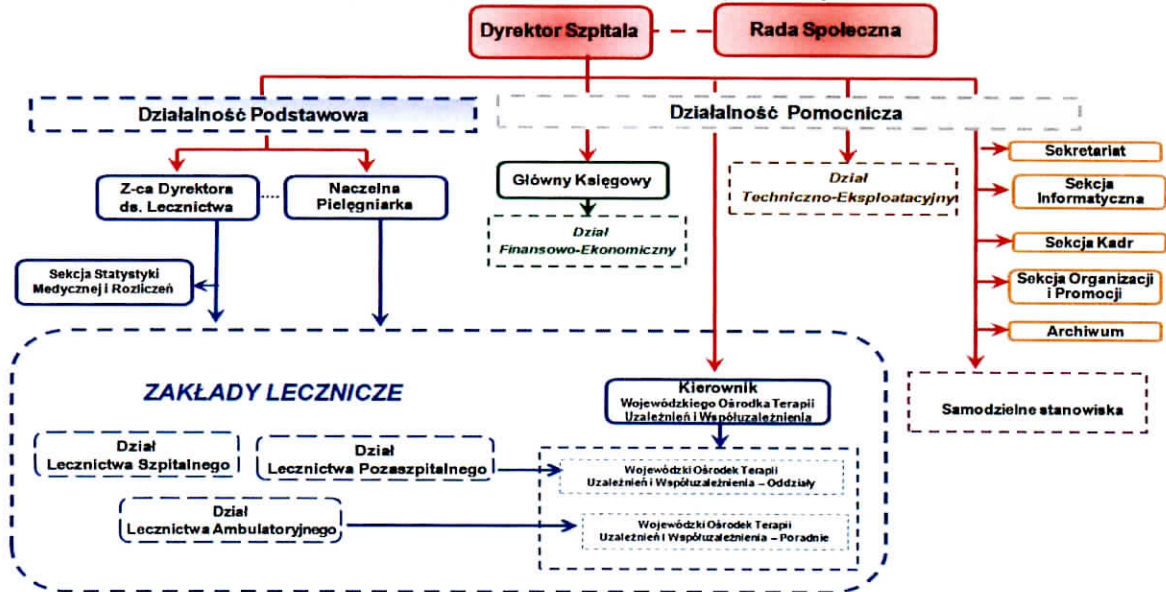 Dyrektor Szpitala
Rada Społeczna
Działalność Podstawowa
Działalność Pomocnicza
Z-ca Dyrektora
ds. Lecznictwa
Naczelna
Pielęgniarka
Główny Księgowy
Dział
Finansowo-Ekonomiczny
Dział
Techniczno-Eksploatacyjny
Sekretariat
Sekcja
Informatyczna
Sekcja Kadr
Sekcja Organizacji
i Promocji
Archiwum
Samodzielne stanowiska
Sekcja Statystyki
Medycznej i Rozliczeń
ZAKŁADY LECZNICZE
Kierownik
Wojewódzkiego Ośrodka Terapii
Uzależnień i Współuzależnienia
Dział
Lecznictwa Szpitalnego
Dział
Lecznictwa Pozaszpitalnego
Wojewódzki Ośrodek Terapii
Uzależnień i Współuzależnienia – Oddziały
Dział
Lecznictwa Ambulatoryjnego
Wojewódzki Ośrodek Terapii
Uzależnień i Współuzależnienia – Poradnie